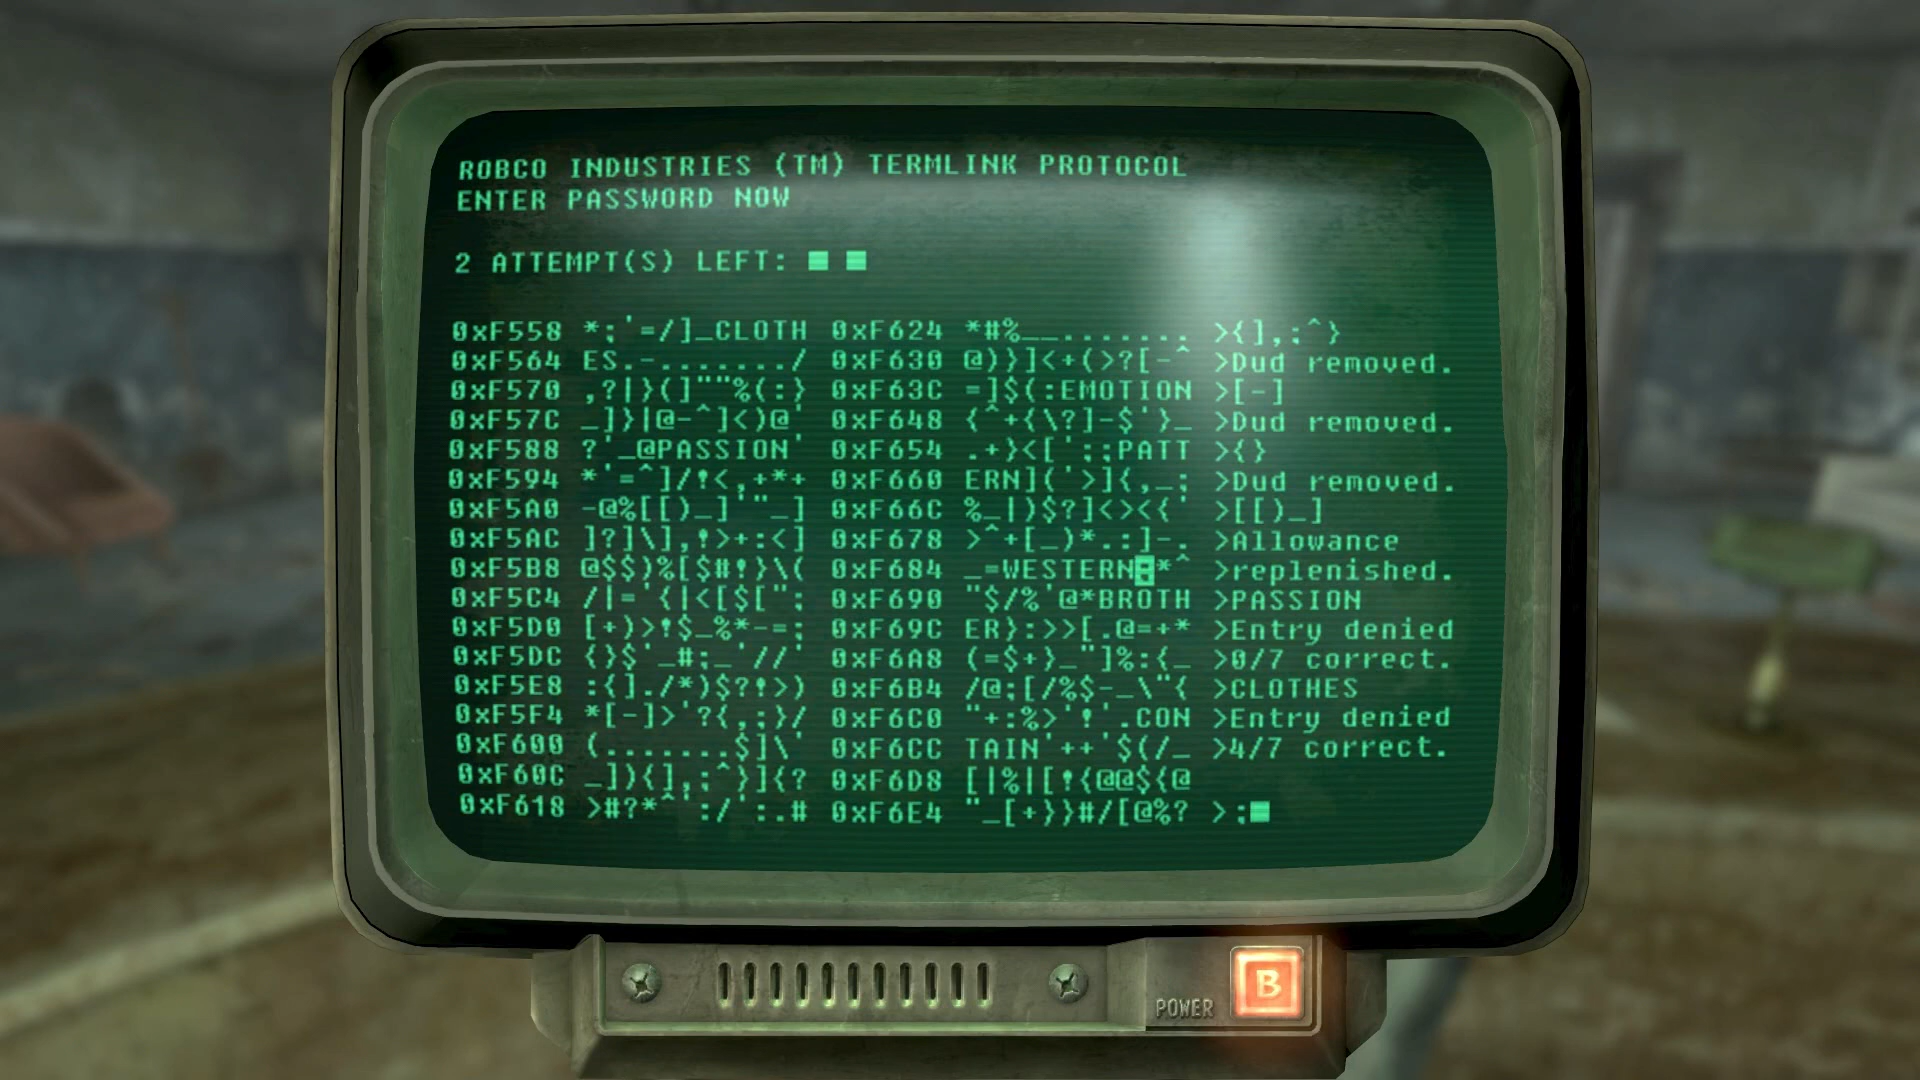 ROBCO INDUSTRIES (TM) TERMLINK PROTOCOL
ENTER PASSWORD NOW
2 ATTEMPT(S) LEFT: ■ ■
0xF558 *;'=/]_CLOTH 0xF624 *#%__....... >{],;^}
0xF564 ES.-......./ 0xF630 @)}]<+(>?[-^ >Dud removed.
0xF570 ,?|}(]""%(:} 0xF63C =]$(:EMOTION >[-]
0xF57C _]}|@-^]<)@' 0xF648 {^+{\?]-$'}_ >Dud removed.
0xF588 ?'_@PASSION' 0xF654 .+}<[';;PATT >{}
0xF594 *'=^]/!<,+*+ 0xF660 ERN]('>]{,_; >Dud removed.
0xF5A0 -@%[[)_]'"_] 0xF66C %_|)$?]<><{' >[[)_]
0xF5AC ]?]\],!>+:<] 0xF678 >^+[_)*.:]-. >Allowance
0xF5B8 @$$)%[$#!}\( 0xF684 _=WESTERN;*^ >replenished.
0xF5C4 /|='{|<[$["; 0xF690 "$/%'@*BROTH >PASSION
0xF5D0 [+)>!$_%*-=; 0xF69C ER}:>>[.@=+* >Entry denied
0xF5DC {}$'_#;_'//' 0xF6A8 (=$+}_"]%:{_ >0/7 correct.
0xF5E8 :{]./*)$?!>) 0xF6B4 /@;[/%$-_\"{ >CLOTHES
0xF5F4 *[-]>'?{,;}/ 0xF6C0 "+:%>'!'.CON >Entry denied
0xF600 (.......$]\' 0xF6CC TAIN'++'$(/_ >4/7 correct.
0xF60C _]){],;^}]{? 0xF6D8 [|%|[!{@@${@
0xF618 >#?*^':/':.# 0xF6E4 "_[+}}#/[@%? >;■
POWER B